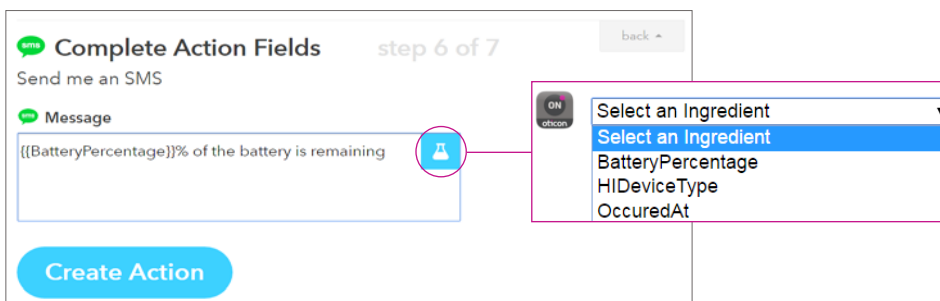 sms Complete Action Fields step 6 of 7 back
Send me an SMS
sms Message
{{BatteryPercentage}}% of the battery is remaining
Create Action
ON
oticon
Select an Ingredient
Select an Ingredient
BatteryPercentage
HIDeviceType
OccuredAt